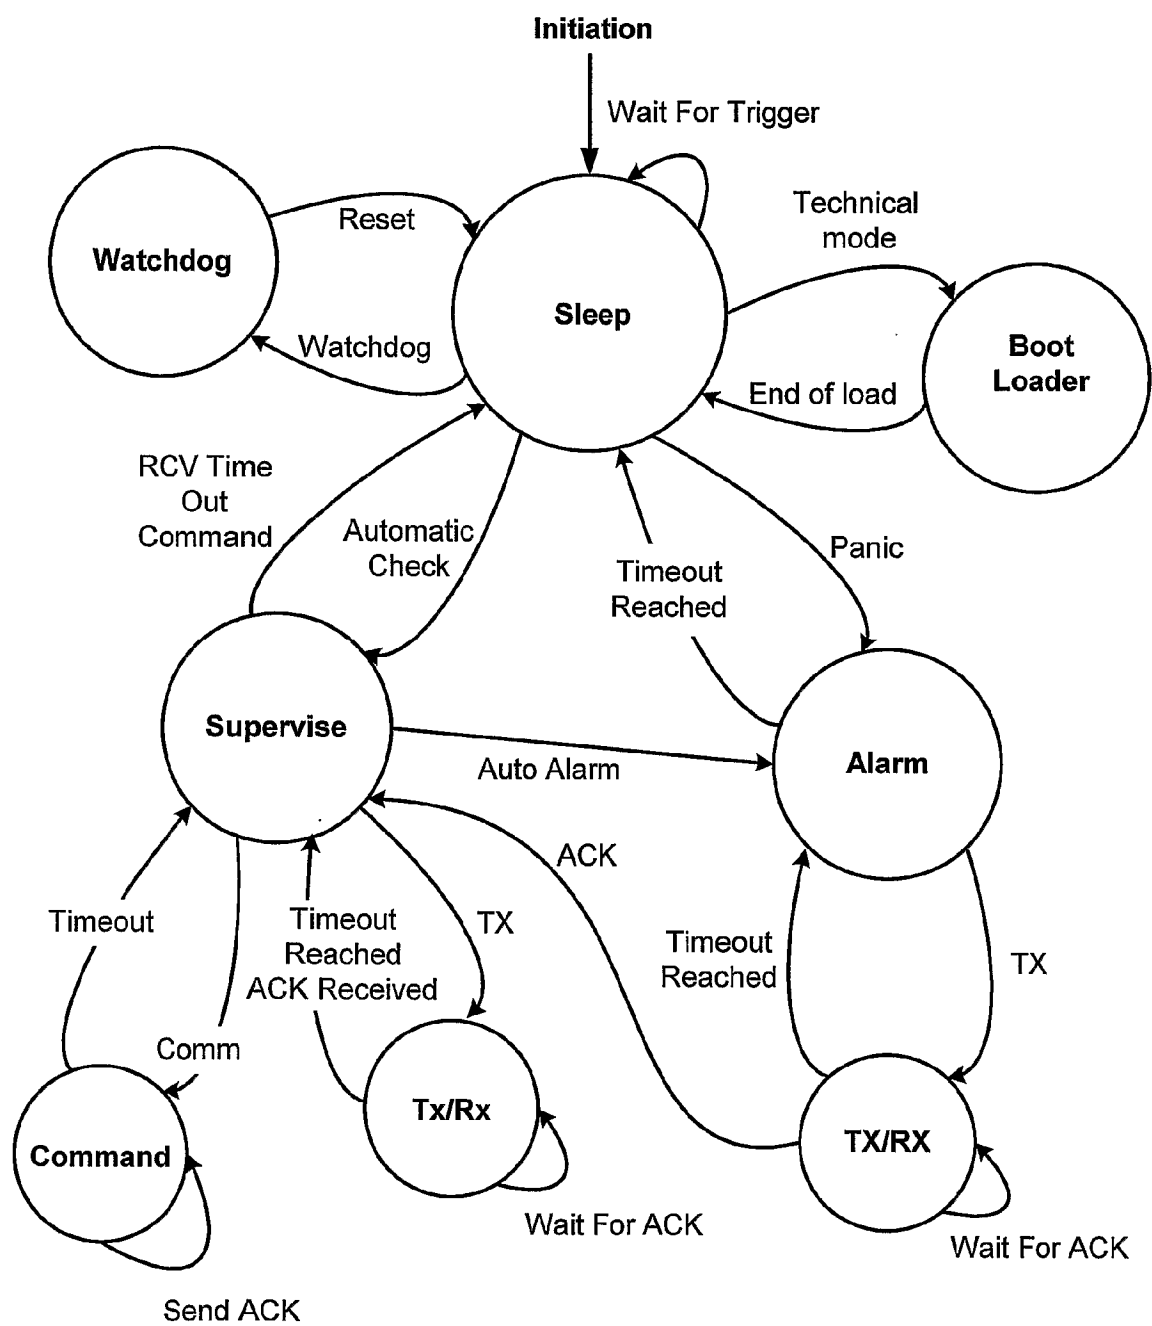 Initiation
Wait For Trigger
Technical
mode
Reset
Watchdog
Sleep
Watchdog
Boot
Loader
End of load
RCV Time
Out
Command
Automatic
Check
Panic
Timeout
Reached
Supervise
Auto Alarm
Alarm
ACK
Timeout
Timeout
Reached
ACK Received
TX
Timeout
Reached
TX
Comm
Command
Tx/Rx
TX/RX
Wait For ACK
Wait For ACK
Send ACK